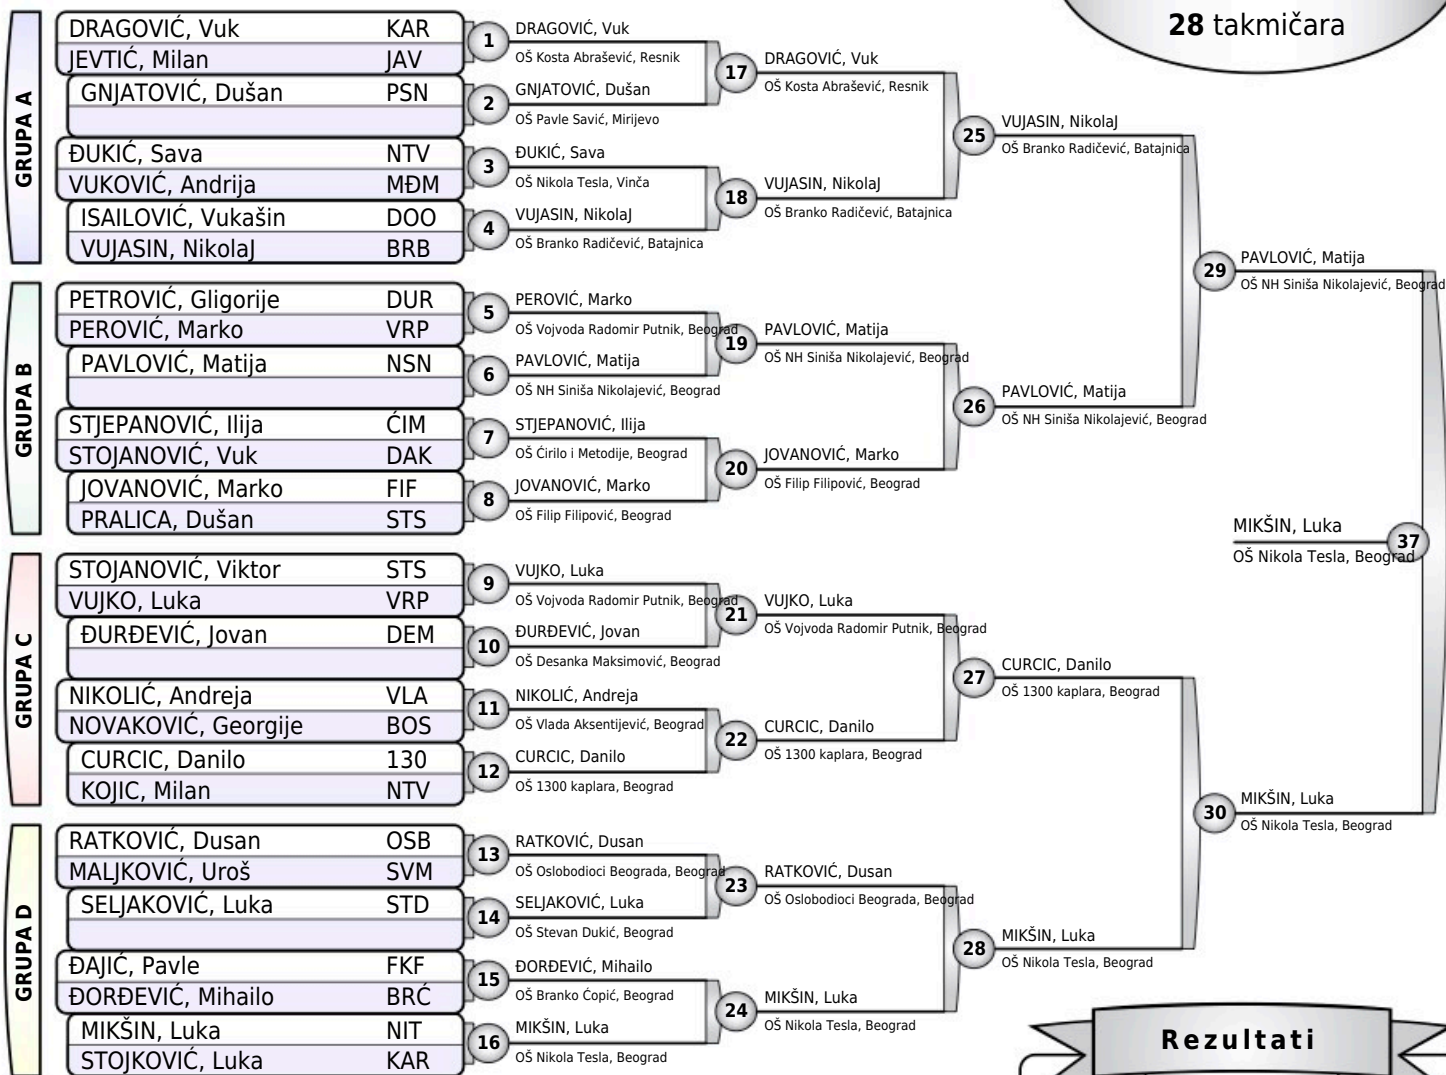 28 takmičara
GRUPA A
DRAGOVIĆ, Vuk KAR
JEVTIĆ, Milan JAV
GNJATOVIĆ, Dušan PSN
ĐUKIĆ, Sava NTV
VUKOVIĆ, Andrija MĐM
ISAILOVIĆ, Vukašin DOO
VUJASIN, NikolaJ BRB
GRUPA B
PETROVIĆ, Gligorije DUR
PEROVIĆ, Marko VRP
PAVLOVIĆ, Matija NSN
STJEPANOVIĆ, Ilija ĆIM
STOJANOVIĆ, Vuk DAK
JOVANOVIĆ, Marko FIF
PRALICA, Dušan STS
GRUPA C
STOJANOVIĆ, Viktor STS
VUJKO, Luka VRP
ĐURĐEVIĆ, Jovan DEM
NIKOLIĆ, Andreja VLA
NOVAKOVIĆ, Georgije BOS
CURCIC, Danilo 130
KOJIC, Milan NTV
GRUPA D
RATKOVIĆ, Dusan OSB
MALJKOVIĆ, Uroš SVM
SELJAKOVIĆ, Luka STD
ĐAJIĆ, Pavle FKF
ĐORĐEVIĆ, Mihailo BRĆ
MIKŠIN, Luka NIT
STOJKOVIĆ, Luka KAR
1 DRAGOVIĆ, Vuk
OŠ Kosta Abrašević, Resnik
2 GNJATOVIĆ, Dušan
OŠ Pavle Savić, Mirijevo
3 ĐUKIĆ, Sava
OŠ Nikola Tesla, Vinča
4 VUJASIN, NikolaJ
OŠ Branko Radičević, Batajnica
5 PEROVIĆ, Marko
OŠ Vojvoda Radomir Putnik, Beograd
6 PAVLOVIĆ, Matija
OŠ NH Siniša Nikolajević, Beograd
7 STJEPANOVIĆ, Ilija
OŠ Ćirilo i Metodije, Beograd
8 JOVANOVIĆ, Marko
OŠ Filip Filipović, Beograd
9 VUJKO, Luka
OŠ Vojvoda Radomir Putnik, Beograd
10 ĐURĐEVIĆ, Jovan
OŠ Desanka Maksimović, Beograd
11 NIKOLIĆ, Andreja
OŠ Vlada Aksentijević, Beograd
12 CURCIC, Danilo
OŠ 1300 kaplara, Beograd
13 RATKOVIĆ, Dusan
OŠ Oslobodioci Beograda, Beograd
14 SELJAKOVIĆ, Luka
OŠ Stevan Dukić, Beograd
15 ĐORĐEVIĆ, Mihailo
OŠ Branko Ćopić, Beograd
16 MIKŠIN, Luka
OŠ Nikola Tesla, Beograd
17 DRAGOVIĆ, Vuk
OŠ Kosta Abrašević, Resnik
18 VUJASIN, NikolaJ
OŠ Branko Radičević, Batajnica
19 PAVLOVIĆ, Matija
OŠ NH Siniša Nikolajević, Beograd
20 JOVANOVIĆ, Marko
OŠ Filip Filipović, Beograd
21 VUJKO, Luka
OŠ Vojvoda Radomir Putnik, Beograd
22 CURCIC, Danilo
OŠ 1300 kaplara, Beograd
23 RATKOVIĆ, Dusan
OŠ Oslobodioci Beograda, Beograd
24 MIKŠIN, Luka
OŠ Nikola Tesla, Beograd
25 VUJASIN, NikolaJ
OŠ Branko Radičević, Batajnica
26 PAVLOVIĆ, Matija
OŠ NH Siniša Nikolajević, Beograd
27 CURCIC, Danilo
OŠ 1300 kaplara, Beograd
28 MIKŠIN, Luka
OŠ Nikola Tesla, Beograd
29 PAVLOVIĆ, Matija
OŠ NH Siniša Nikolajević, Beograd
30 MIKŠIN, Luka
OŠ Nikola Tesla, Beograd
MIKŠIN, Luka 37
OŠ Nikola Tesla, Beograd
Rezultati